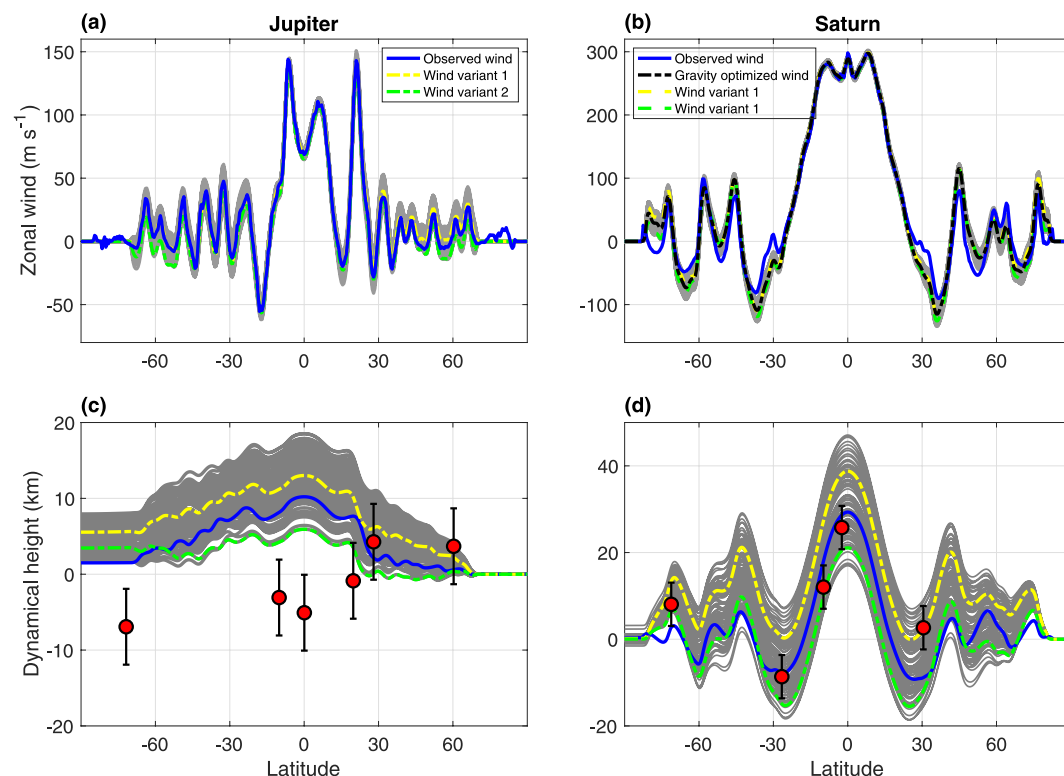 (a)
Jupiter
150
100
50
0
-50
Zonal wind (m s⁻¹)
Observed wind
Wind variant 1
Wind variant 2
-60
-30
0
30
60
(b)
Saturn
300
200
100
0
-100
Observed wind
Gravity optimized wind
Wind variant 1
Wind variant 1
-60
-30
0
30
60
(c)
20
10
0
-10
-20
Dynamical height (km)
-60
-30
0
30
60
Latitude
(d)
40
20
0
-20
-60
-30
0
30
60
Latitude